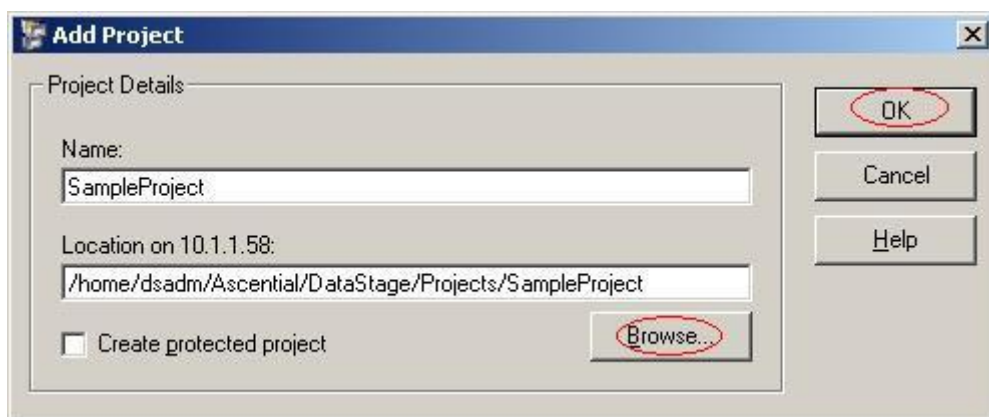 Add Project
Project Details
Name:
SampleProject
Location on 10.1.1.58:
/home/dsadm/Ascential/DataStage/Projects/SampleProject
Create protected project
Browse...
OK
Cancel
Help